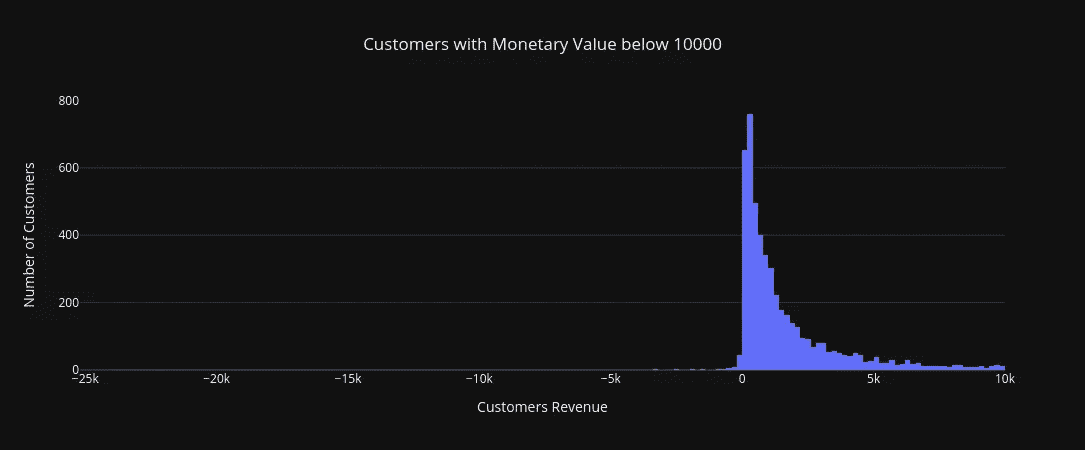 Customers with Monetary Value below 10000
800
600
400
200
0
Number of Customers
−25k −20k −15k −10k −5k 0 5k 10k
Customers Revenue